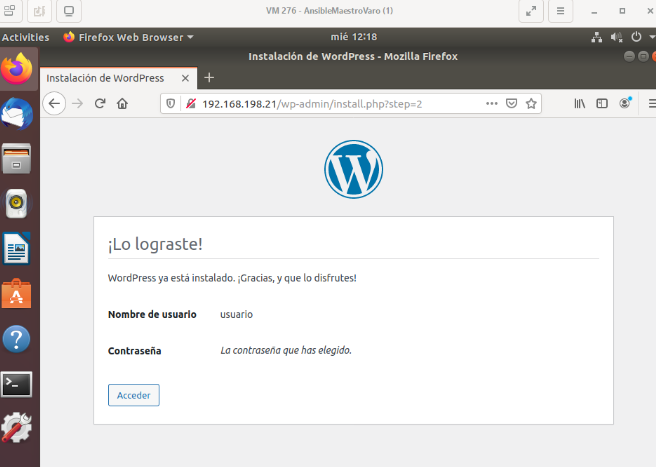 VM 276 - AnsibleMaestroVaro (1)
Activities Firefox Web Browser mié 12:18
Instalación de WordPress - Mozilla Firefox
Instalación de WordPress
192.168.198.21/wp-admin/install.php?step=2
¡Lo lograste!
WordPress ya está instalado. ¡Gracias, y que lo disfrutes!
Nombre de usuario usuario
Contraseña La contraseña que has elegido.
Acceder